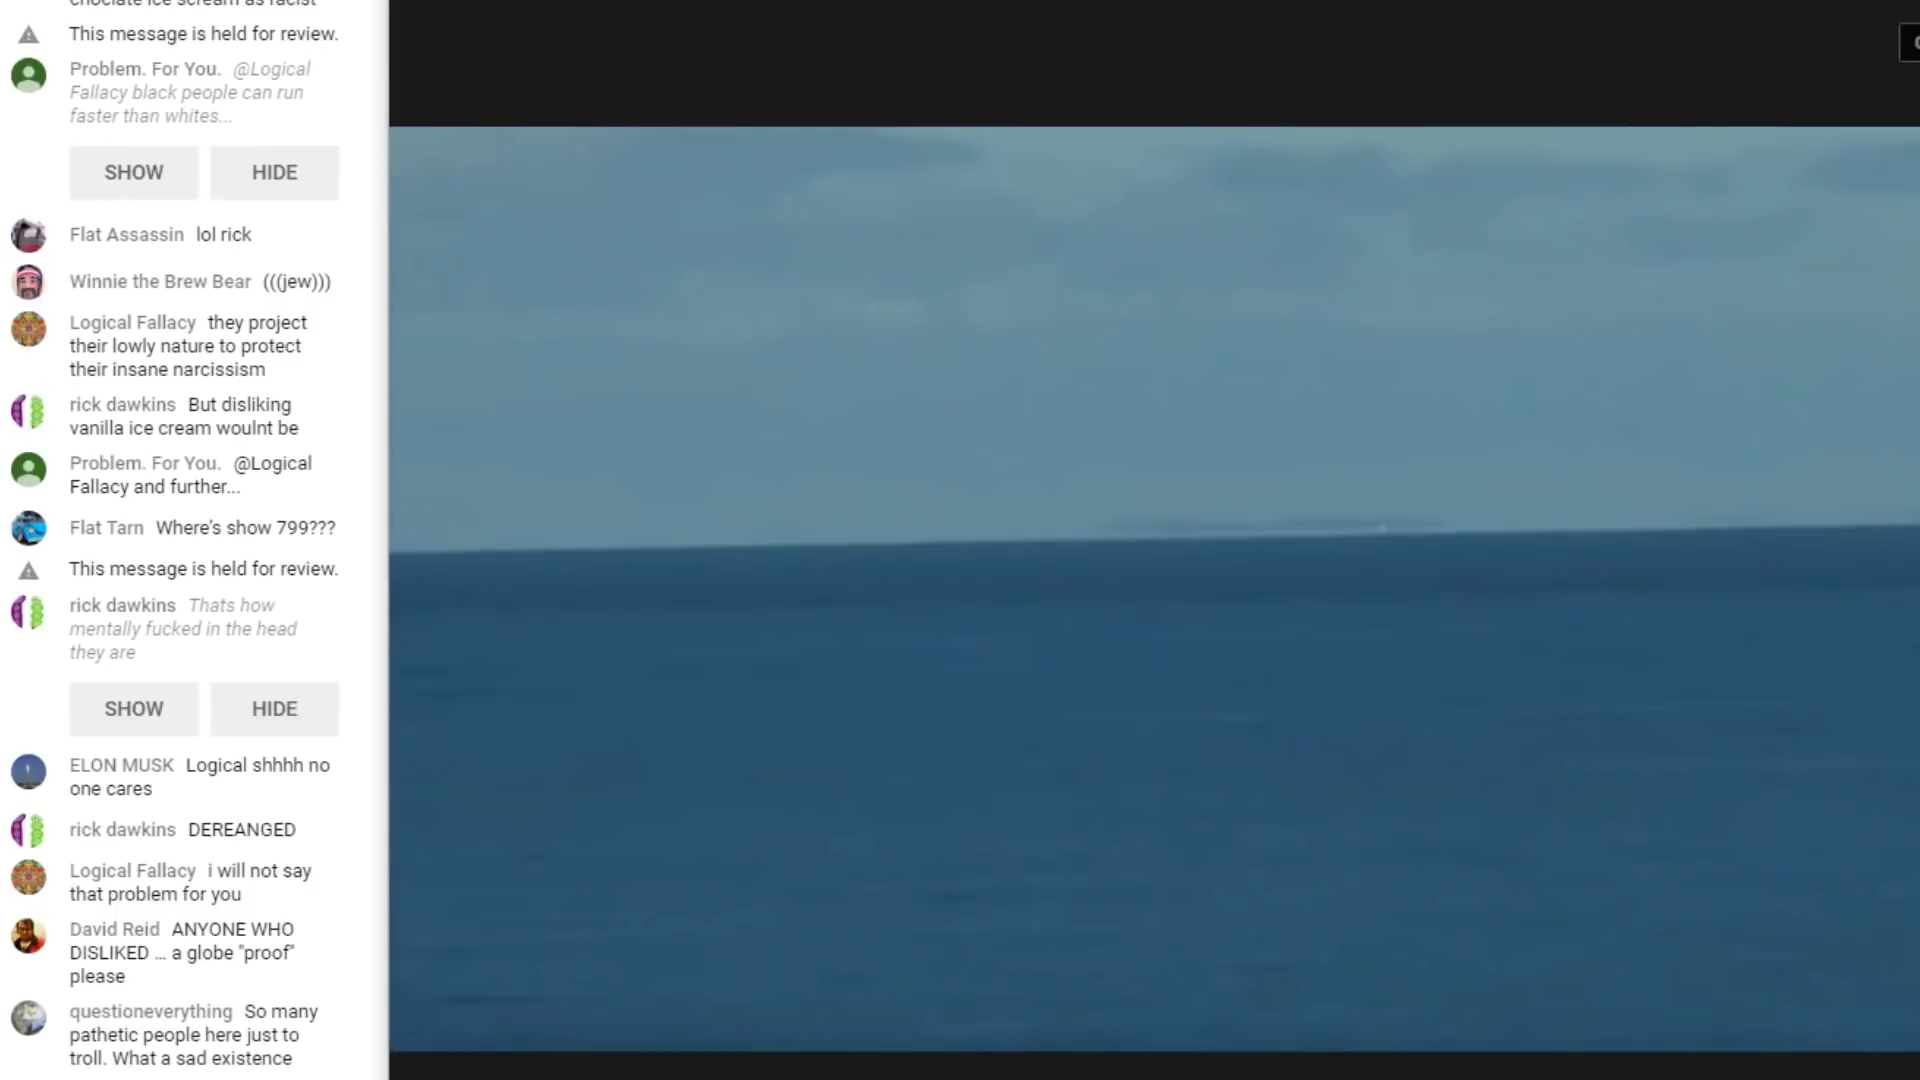 choclate ice scream as racist
This message is held for review.
Problem. For You. @Logical
Fallacy black people can run
faster than whites...
SHOW HIDE
Flat Assassin lol rick
Winnie the Brew Bear (((jew)))
Logical Fallacy they project
their lowly nature to protect
their insane narcissism
rick dawkins But disliking
vanilla ice cream woulnt be
Problem. For You. @Logical
Fallacy and further...
Flat Tarn Where's show 799???
This message is held for review.
rick dawkins Thats how
mentally fucked in the head
they are
SHOW HIDE
ELON MUSK Logical shhhh no
one cares
rick dawkins DEREANGED
Logical Fallacy i will not say
that problem for you
David Reid ANYONE WHO
DISLIKED ... a globe "proof"
please
questioneverything So many
pathetic people here just to
troll. What a sad existence